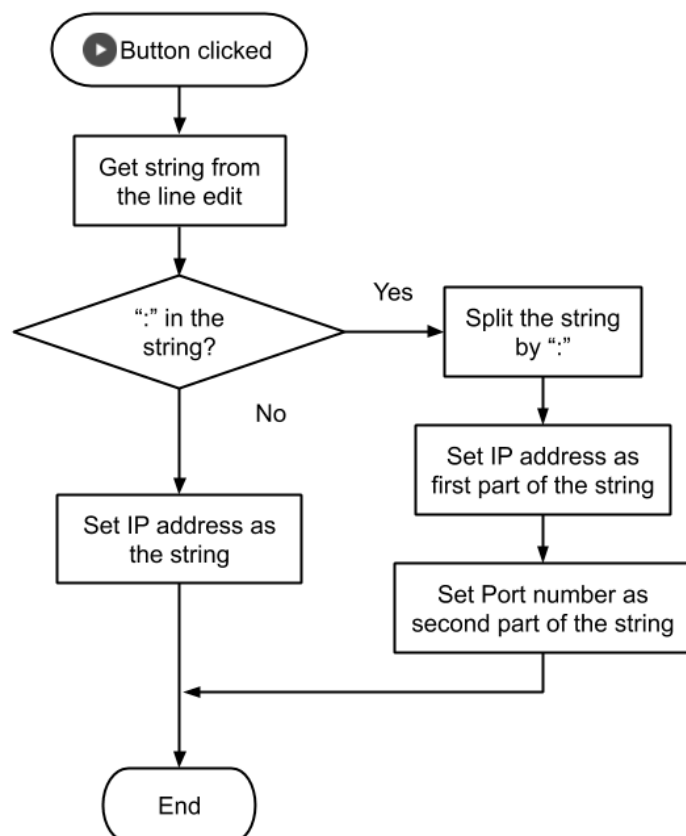 Button clicked
Get string from
the line edit
“:” in the
string?
Yes
No
Split the string
by “:”
Set IP address as
first part of the string
Set Port number as
second part of the string
Set IP address as
the string
End